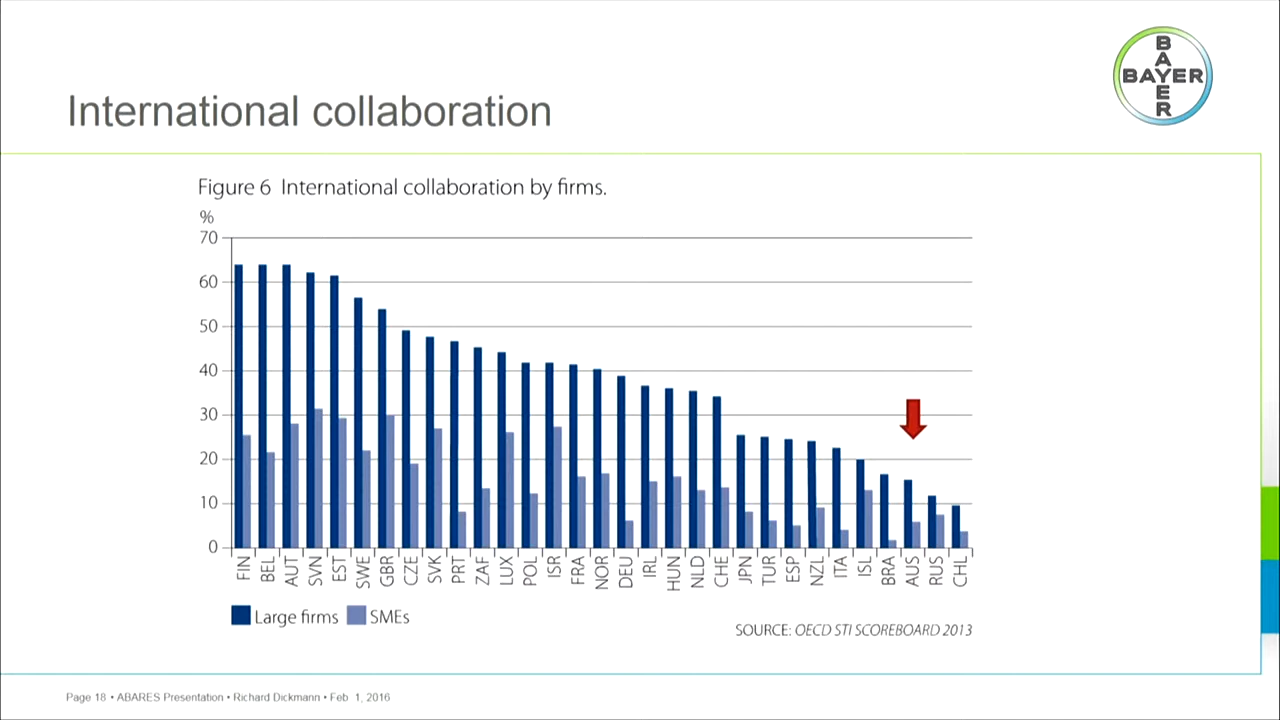 BAYER
BAYER
International collaboration
Figure 6 International collaboration by firms.
%
70
60
50
40
30
20
10
0
FIN BEL AUT SVN EST SWE GBR CZE SVK PRT ZAF LUX POL ISR FRA NOR DEU IRL HUN NLD CHE JPN TUR ESP NZL ITA ISL BRA AUS RUS CHL
Large firms SMEs
SOURCE: OECD STI SCOREBOARD 2013
Page 18 • ABARES Presentation • Richard Dickmann • Feb 1, 2016